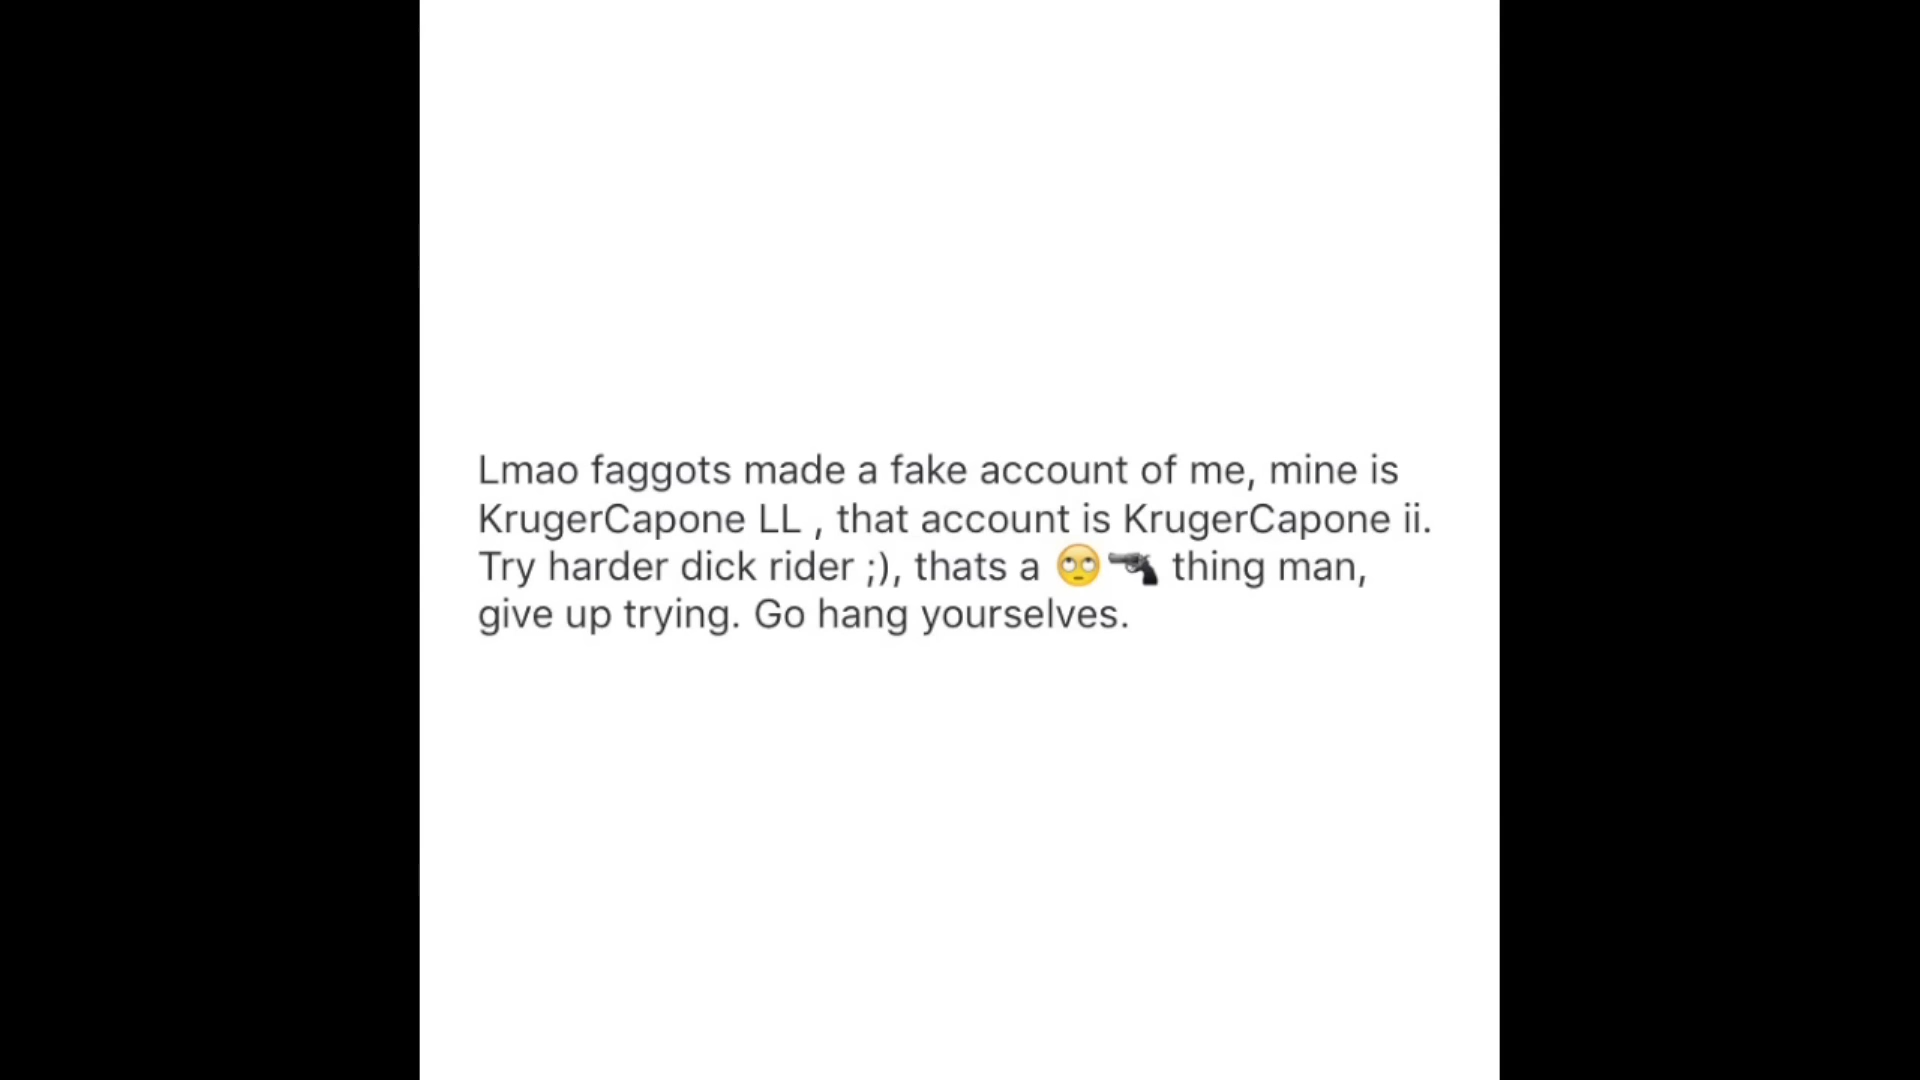 Lmao faggots made a fake account of me, mine is
KrugerCapone LL , that account is KrugerCapone ii.
Try harder dick rider ;), thats a 🙄🔫 thing man,
give up trying. Go hang yourselves.